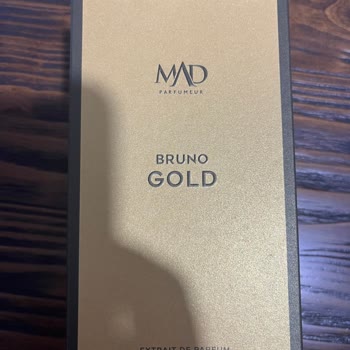 MAD
PARFUMEUR
BRUNO
GOLD
EXTRAIT DE PARFUM